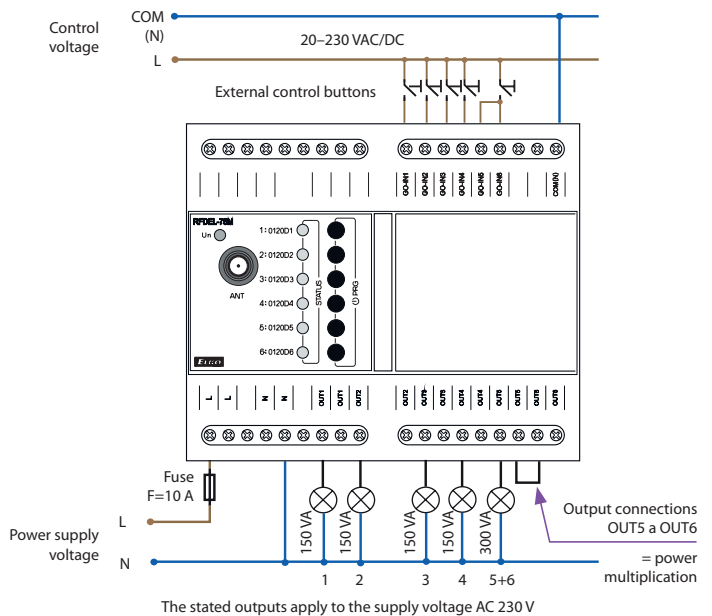 COM
(N)
Control
voltage
20–230 VAC/DC
L
External control buttons
GO-IN1
GO-IN2
GO-IN3
GO-IN4
GO-IN5
GO-IN6
COM(N)
RFDEL-76M
Un
ANT
1: 0120D1
2: 0120D2
3: 0120D3
4: 0120D4
5: 0120D5
6: 0120D6
STATUS
PRG
ELKO
L
L
N
N
OUT1
OUT1
OUT2
OUT2
OUT3
OUT3
OUT4
OUT4
OUT5
OUT5
OUT6
OUT6
Fuse
F=10 A
150 VA
150 VA
150 VA
150 VA
300 VA
L
Power supply
voltage
N
Output connections
OUT5 a OUT6
= power
multiplication
1
2
3
4
5+6
The stated outputs apply to the supply voltage AC 230 V